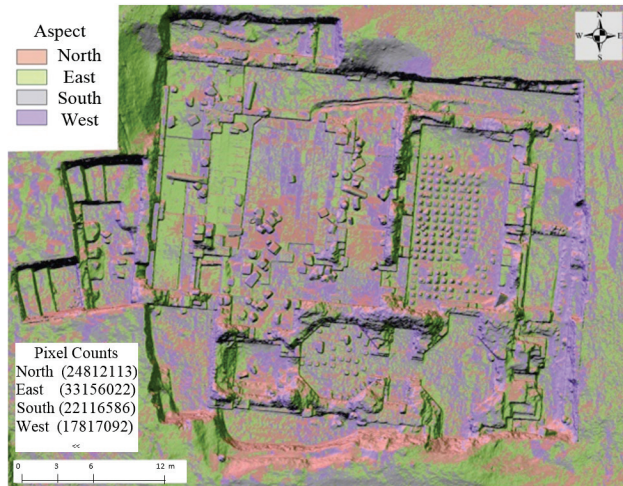 Aspect
North
East
South
West
N
W E
S
Pixel Counts
North (24812113)
East (33156022)
South (22116586)
West (17817092)
<<
0 3 6 12 m